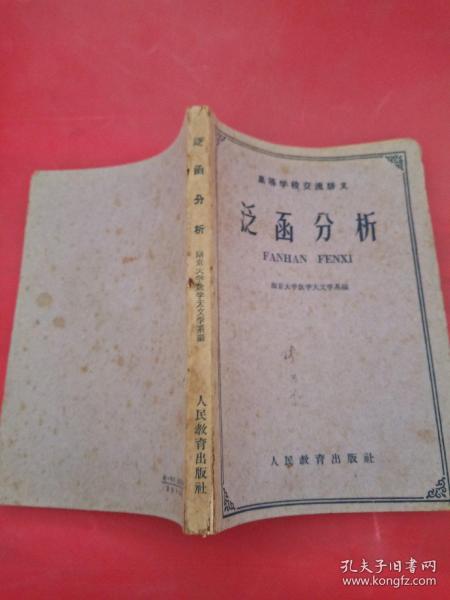 高等学校交流讲义
泛函分析
FANHAN FENXI
南京大学数学天文学系编
人民教育出版社
泛函分析
南京大学数学天文学系编
人民教育出版社
孔夫子旧书网
www.kongfz.com